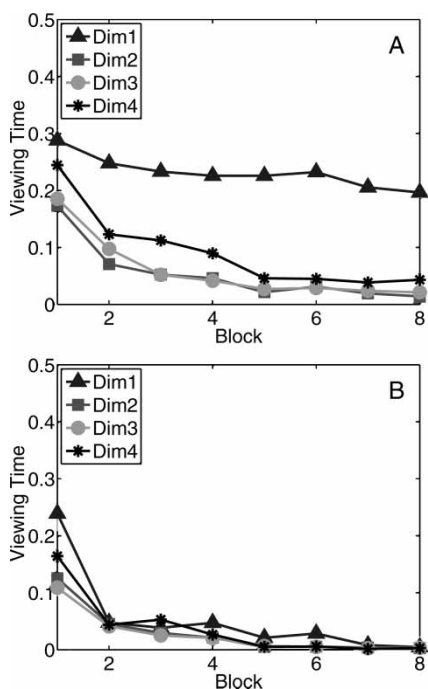 0.5
A
Dim1
Dim2
Dim3
Dim4
0.4
0.3
0.2
0.1
0
Viewing Time
2
4
6
8
Block
0.5
B
Dim1
Dim2
Dim3
Dim4
0.4
0.3
0.2
0.1
0
Viewing Time
2
4
6
8
Block